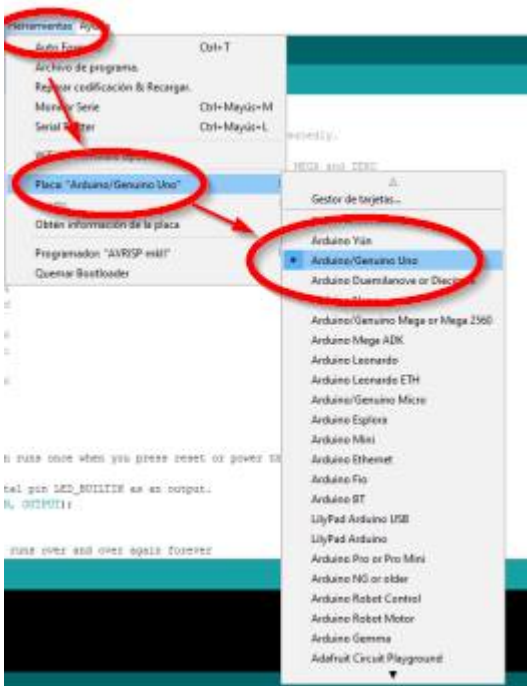 Herramientas Ayuda
Auto Ctrl+T
Archivo de programa.
Reparar codificación & Recargar.
Monitor Serie Ctrl+Mayús+M
Serial Plotter Ctrl+Mayús+L
Placa: "Arduino/Genuino Uno"
Obtén información de la placa
Programador: "AVRISP mkII"
Quemar Bootloader
MEGA and ZERO
Gestor de tarjetas...
Arduino Yún
Arduino/Genuino Uno
Arduino Duemilanove or
Arduino/Genuino Mega or Mega 2560
Arduino Mega ADK
Arduino Leonardo
Arduino Leonardo ETH
Arduino/Genuino Micro
Arduino Esplora
Arduino Mini
Arduino Ethernet
Arduino Fio
Arduino BT
LilyPad Arduino USB
LilyPad Arduino
Arduino Pro or Pro Mini
Arduino NG or older
Arduino Robot Control
Arduino Robot Motor
Arduino Gemma
Adafruit Circuit Playground
runs once when you press reset or power
pin LED_BUILTIN as an output.
OUTPUT);
runs over and over again forever